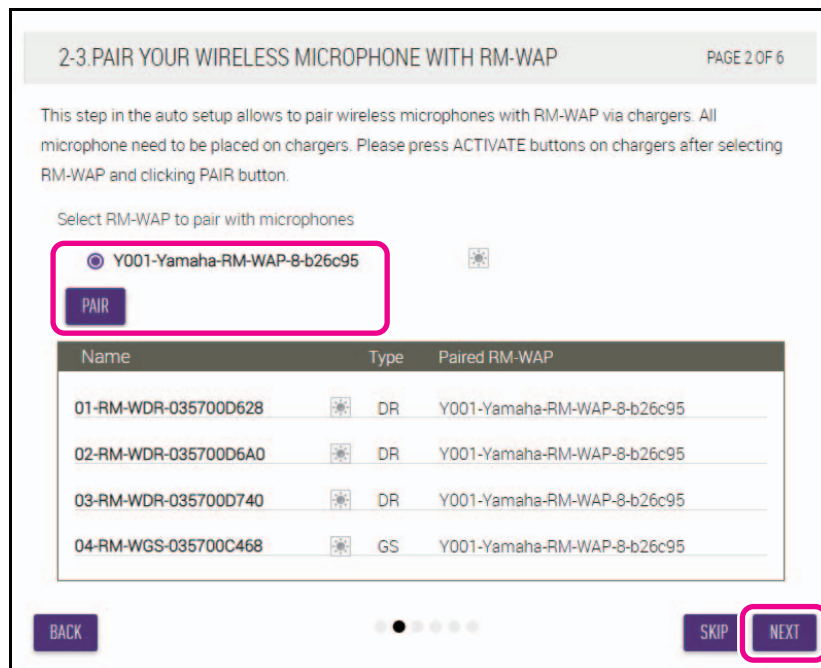 2-3.PAIR YOUR WIRELESS MICROPHONE WITH RM-WAP PAGE 2 OF 6
This step in the auto setup allows to pair wireless microphones with RM-WAP via chargers. All
microphone need to be placed on chargers. Please press ACTIVATE buttons on chargers after selecting
RM-WAP and clicking PAIR button.
Select RM-WAP to pair with microphones
Y001-Yamaha-RM-WAP-8-b26c95
PAIR
Name Type Paired RM-WAP
01-RM-WDR-035700D628 DR Y001-Yamaha-RM-WAP-8-b26c95
02-RM-WDR-035700D6A0 DR Y001-Yamaha-RM-WAP-8-b26c95
03-RM-WDR-035700D740 DR Y001-Yamaha-RM-WAP-8-b26c95
04-RM-WGS-035700C468 GS Y001-Yamaha-RM-WAP-8-b26c95
BACK SKIP NEXT